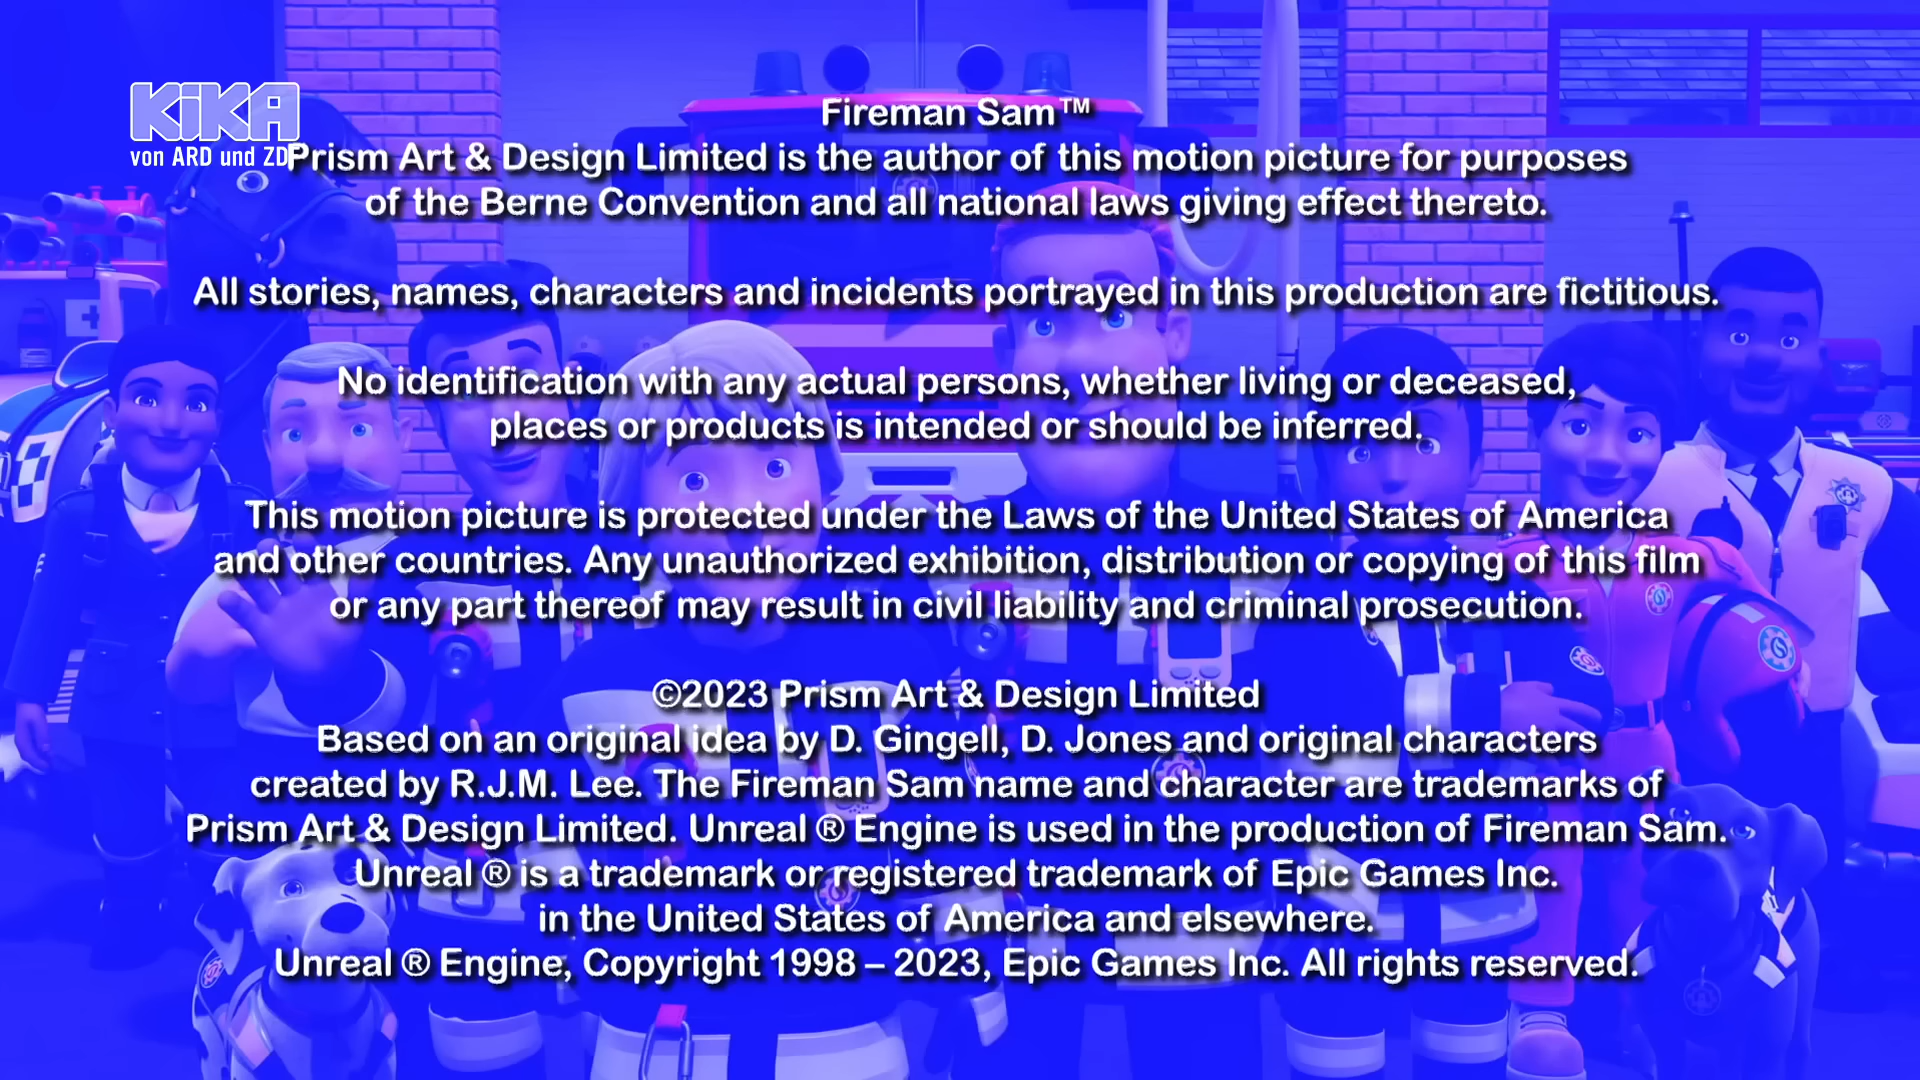 KiKA
von ARD und ZDF
Fireman Sam™
Prism Art & Design Limited is the author of this motion picture for purposes
of the Berne Convention and all national laws giving effect thereto.
All stories, names, characters and incidents portrayed in this production are fictitious.
No identification with any actual persons, whether living or deceased,
places or products is intended or should be inferred.
This motion picture is protected under the Laws of the United States of America
and other countries. Any unauthorized exhibition, distribution or copying of this film
or any part thereof may result in civil liability and criminal prosecution.
©2023 Prism Art & Design Limited
Based on an original idea by D. Gingell, D. Jones and original characters
created by R.J.M. Lee. The Fireman Sam name and character are trademarks of
Prism Art & Design Limited. Unreal ® Engine is used in the production of Fireman Sam.
Unreal ® is a trademark or registered trademark of Epic Games Inc.
in the United States of America and elsewhere.
Unreal ® Engine, Copyright 1998 – 2023, Epic Games Inc. All rights reserved.